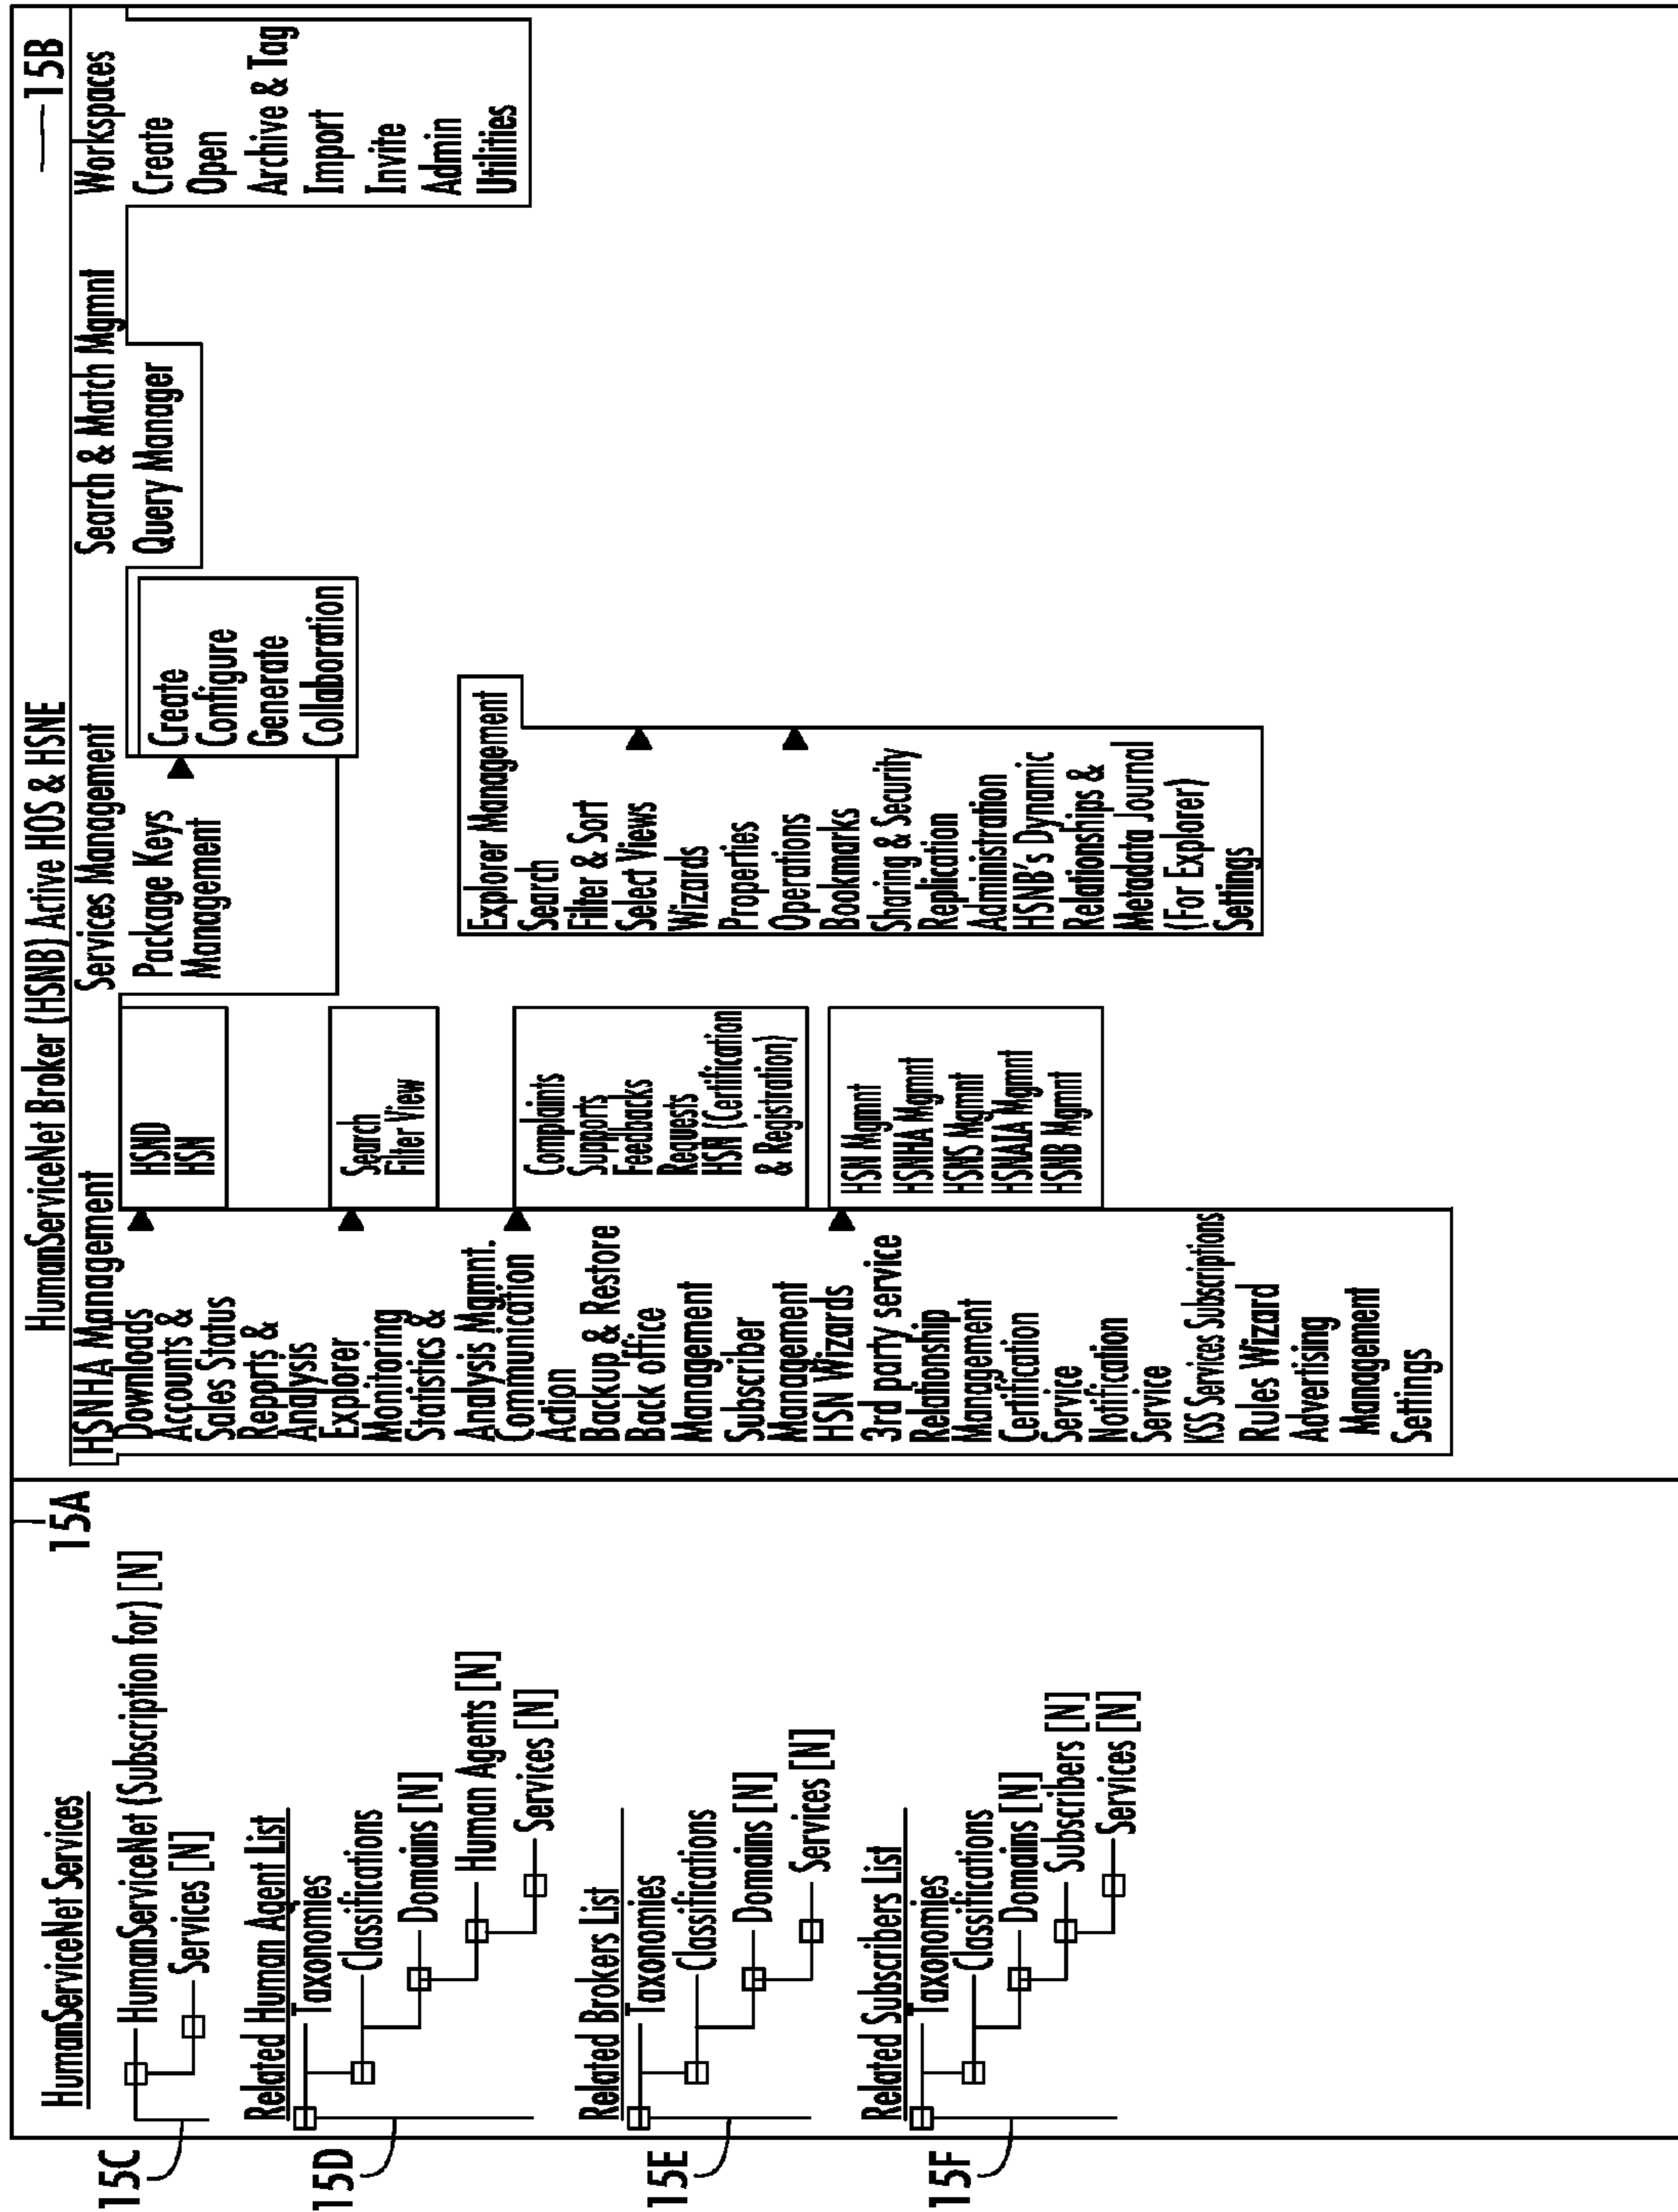 15A
HumanServiceNet Services
HumanServiceNet (Subscription for) [N]
Services [N]
15C
Related Human Agent List
Taxonomies
Classifications
Domains [N]
Human Agents [N]
Services [N]
15D
Related Brokers List
Taxonomies
Classifications
Domains [N]
Services [N]
15E
Related Subscribers List
Taxonomies
Classifications
Domains [N]
Subscribers [N]
Services [N]
15F
HumanServiceNet Broker (HSNB) Active HOS & HSNE
15B
HSNHA Management
Services Management
Search & Match Mgmnt
Workspaces
Downloads
Accounts &
Sales Status
Reports &
Analysis
Explorer
Monitoring
Statistics &
Analysis Mgmnt.
Communication
Action
Backup & Restore
Back office
Management
Subscriber
Management
HSN Wizards
3rd party service
Relationship
Management
Certification
Service
Notification
Service
KSS Services Subscriptions
Rules Wizard
Advertising
Management
Settings
HSND
HSN
Search
Filter View
Complaints
Supports
Feedbacks
Requests
HSN (Certification
& Registration)
HSN Mgmnt
HSNHA Mgmnt
HSNS Mgmnt
HSNAIA Mgmnt
HSNB Mgmnt
Package Keys
Management
Create
Configure
Generate
Collaboration
Explorer Management
Search
Filter & Sort
Select Views
Wizards
Properties
Operations
Bookmarks
Sharing & Security
Replication
Administration
HSNB's Dynamic
Relationships &
Metadata Journal
(For Explorer)
Settings
Query Manager
Create
Open
Archive & Tag
Import
Invite
Admin
Utilities